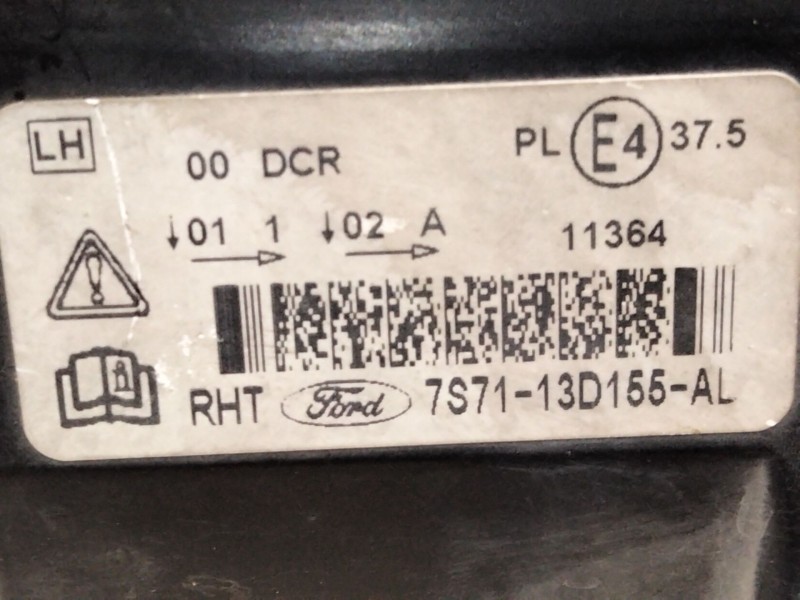 LH
00 DCR
PL E4 37.5
↓01 1 ↓02 A
11364
RHT Ford 7S71-13D155-AL